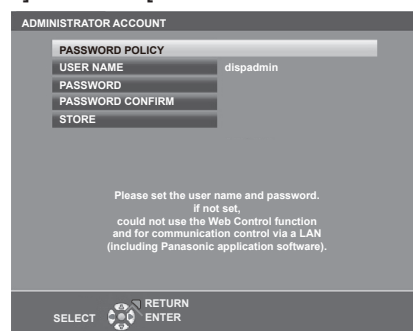 ADMINISTRATOR ACCOUNT
PASSWORD POLICY
USER NAME dispadmin
PASSWORD
PASSWORD CONFIRM
STORE
Please set the user name and password.
if not set,
could not use the Web Control function
and for communication control via a LAN
(including Panasonic application software).
RETURN
SELECT ENTER